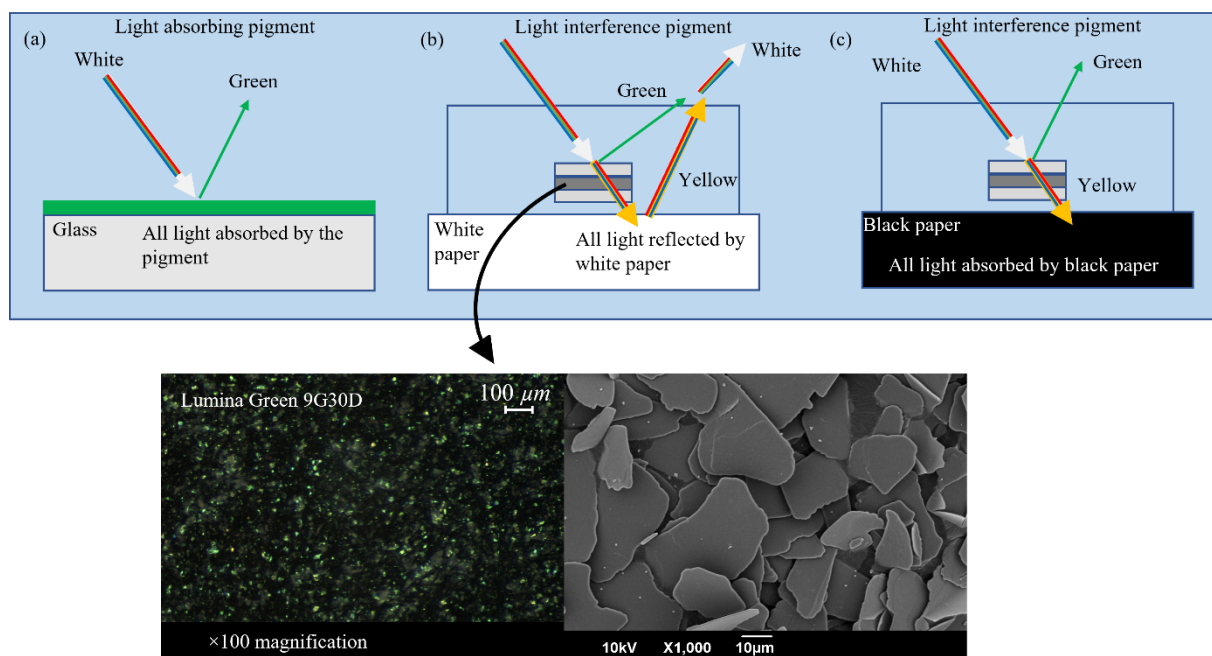 (a)
Light absorbing pigment
White
Green
Glass
All light absorbed by the
pigment
(b)
Light interference pigment
White
Green
Yellow
White
paper
All light reflected by
white paper
(c)
Light interference pigment
White
Green
Yellow
Black paper
All light absorbed by black paper
Lumina Green 9G30D
100 µm
×100 magnification
10kV X1,000 10µm